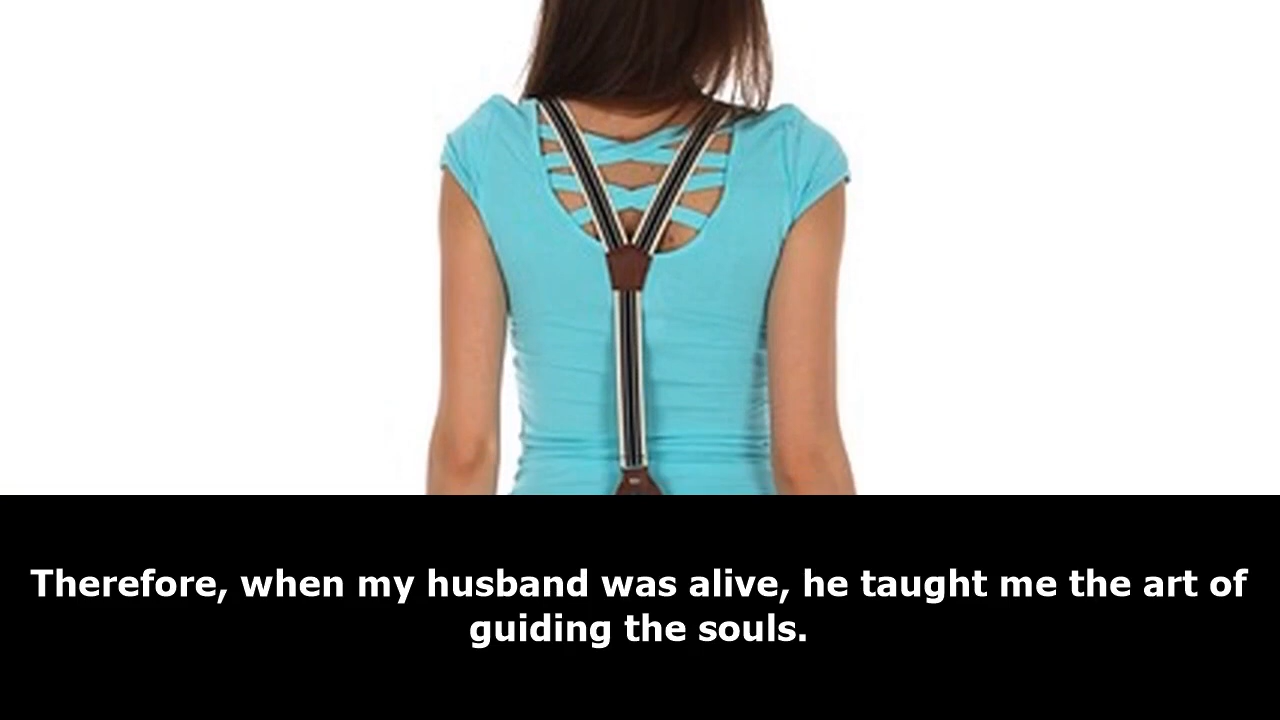 Therefore, when my husband was alive, he taught me the art of
guiding the souls.